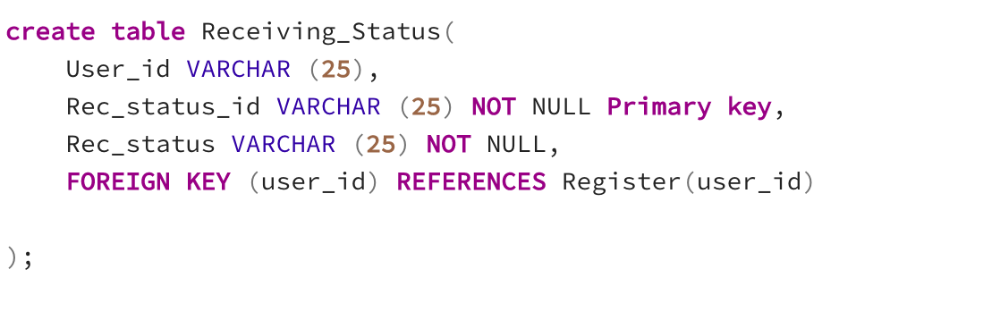 create table Receiving_Status(
    User_id VARCHAR (25),
    Rec_status_id VARCHAR (25) NOT NULL Primary key,
    Rec_status VARCHAR (25) NOT NULL,
    FOREIGN KEY (user_id) REFERENCES Register(user_id)

);